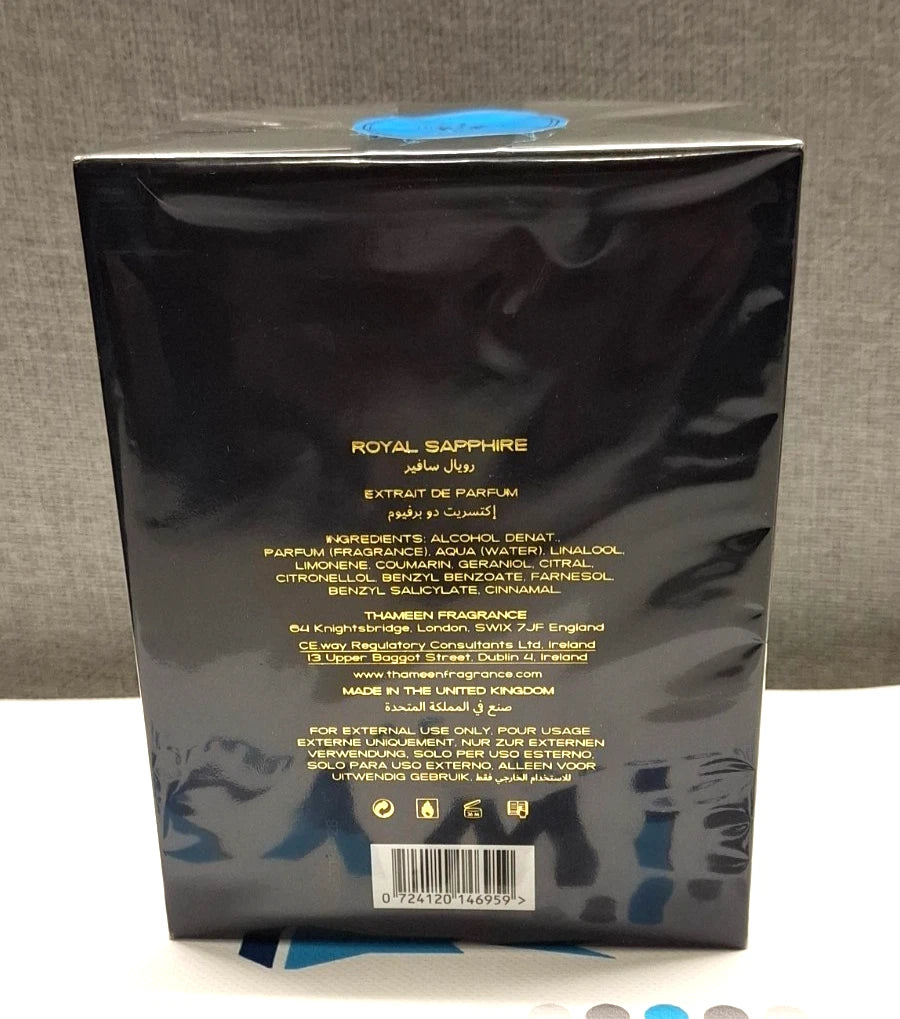 ROYAL SAPPHIRE
رويال سافير
EXTRAIT DE PARFUM
إكتسريت دو برفيوم
INGREDIENTS: ALCOHOL DENAT.,
PARFUM (FRAGRANCE), AQUA (WATER), LINALOOL,
LIMONENE, COUMARIN, GERANIOL, CITRAL,
CITRONELLOL, BENZYL BENZOATE, FARNESOL,
BENZYL SALICYLATE, CINNAMAL.
THAMEEN FRAGRANCE
64 Knightsbridge, London, SW1X 7JF England
CE.way Regulatory Consultants Ltd, Ireland
13 Upper Baggot Street, Dublin 4, Ireland
www.thameenfragrance.com
MADE IN THE UNITED KINGDOM
صنع في المملكة المتحدة
FOR EXTERNAL USE ONLY, POUR USAGE
EXTERNE UNIQUEMENT, NUR ZUR EXTERNEN
VERWENDUNG, SOLO PER USO ESTERNO,
SOLO PARA USO EXTERNO, ALLEEN VOOR
UITWENDIG GEBRUIK, للاستخدام الخارجي فقط
36 M
0 724120 146959 >